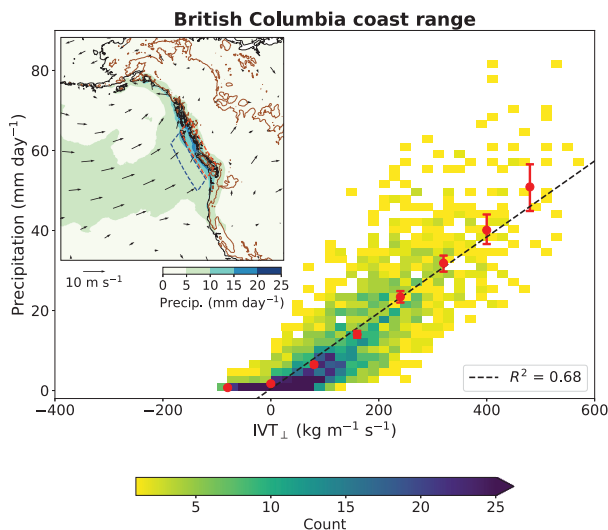 British Columbia coast range
Precipitation (mm day⁻¹)
80
60
40
20
0
10 m s⁻¹
0 5 10 15 20 25
Precip. (mm day⁻¹)
R² = 0.68
−400 −200 0 200 400 600
IVT⊥ (kg m⁻¹ s⁻¹)
5 10 15 20 25
Count